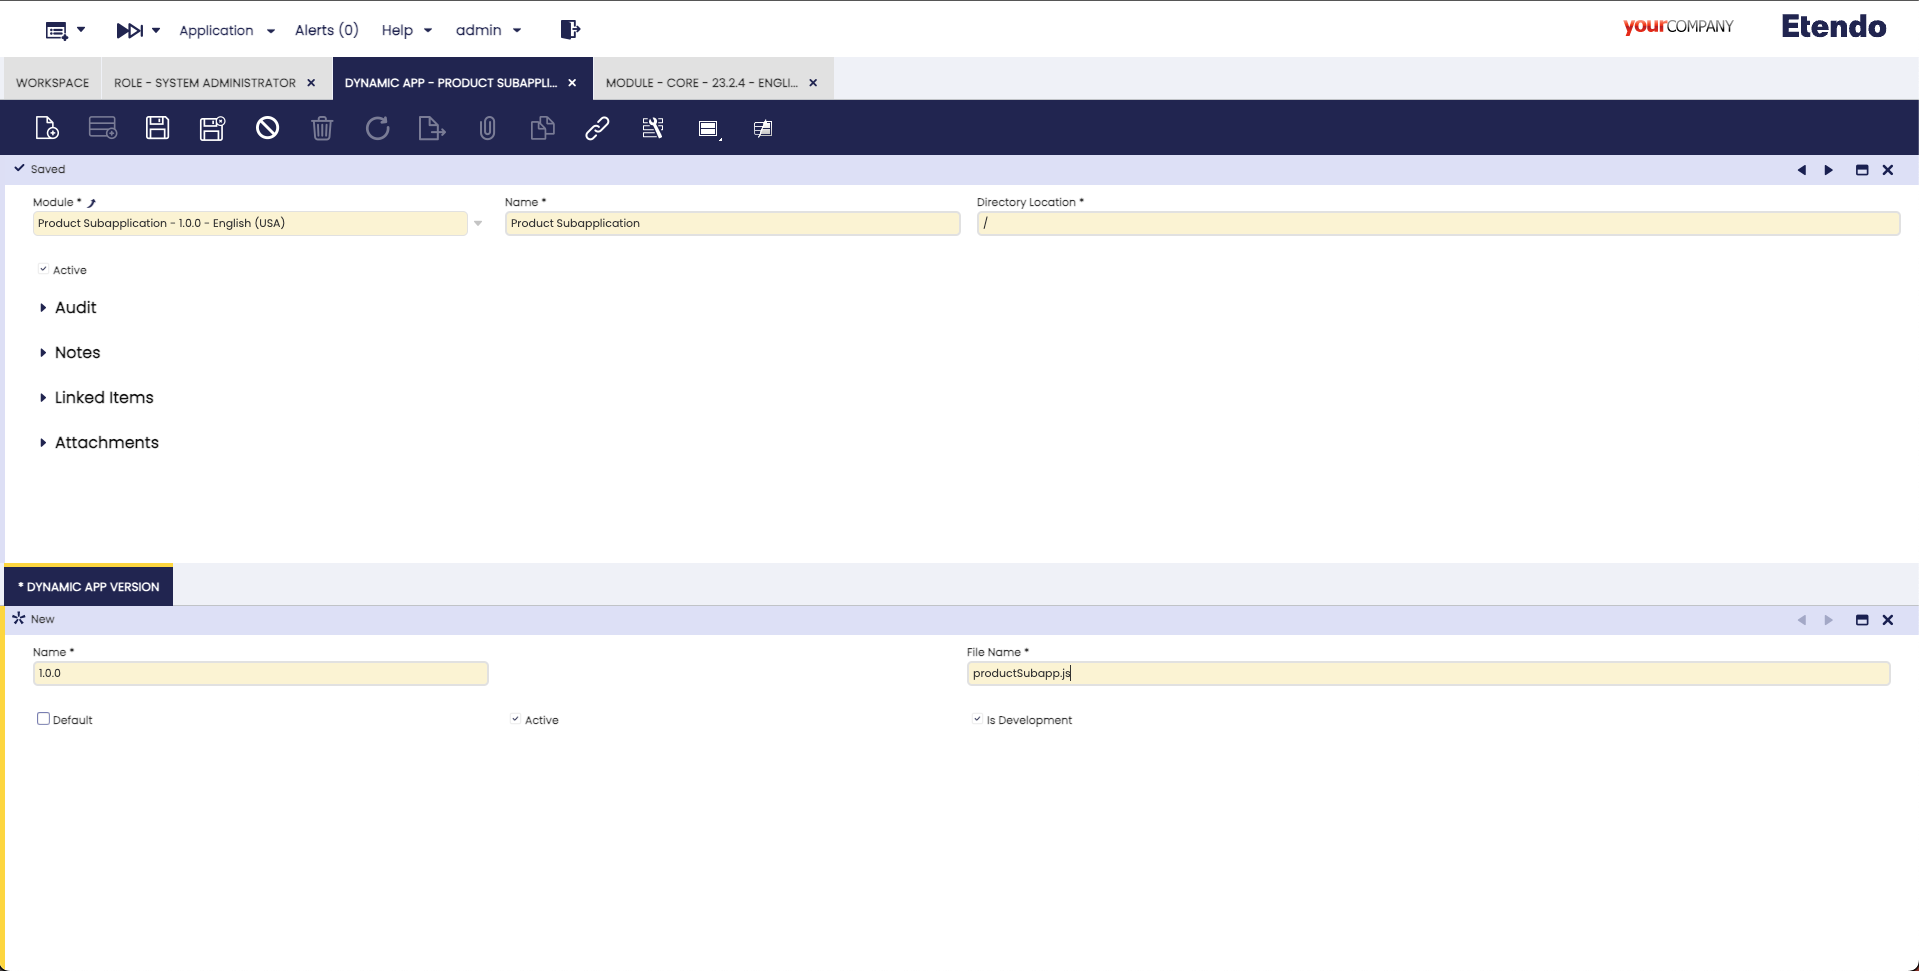 Application
Alerts (0)
Help
admin
yourCOMPANY
Etendo
WORKSPACE
ROLE - SYSTEM ADMINISTRATOR
DYNAMIC APP - PRODUCT SUBAPPLI...
MODULE - CORE - 23.2.4 - ENGLI...
Saved
Module *
Name *
Directory Location *
Product Subapplication - 1.0.0 - English (USA)
Product Subapplication
/
Active
Audit
Notes
Linked Items
Attachments
* DYNAMIC APP VERSION
New
Name *
File Name *
1.0.0
productSubapp.js
Default
Active
Is Development